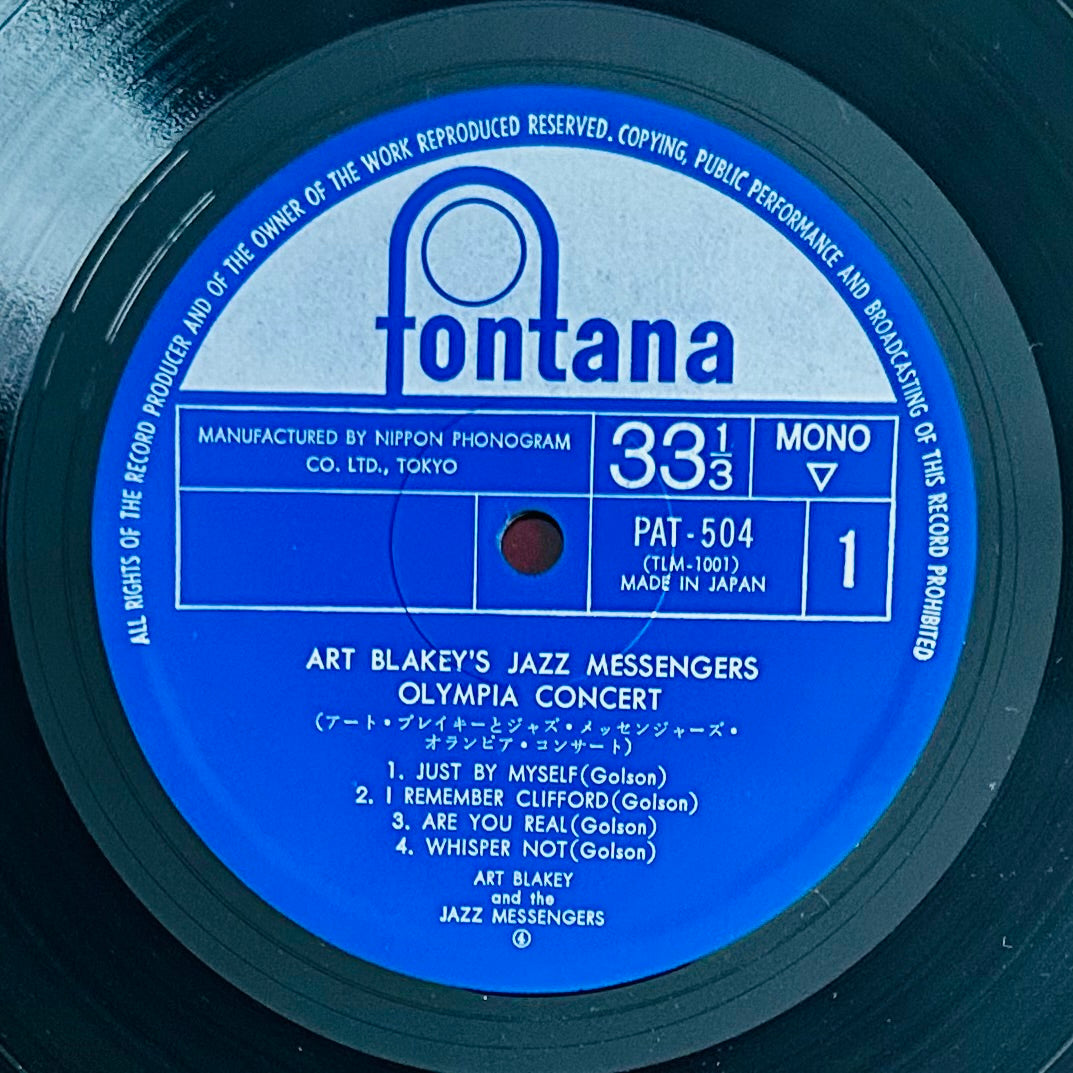 ALL RIGHTS OF THE RECORD PRODUCER AND OF THE OWNER OF THE WORK REPRODUCED RESERVED. COPYING, PUBLIC PERFORMANCE AND BROADCASTING OF THIS RECORD PROHIBITED
fontana
MANUFACTURED BY NIPPON PHONOGRAM
CO. LTD., TOKYO
33 1/3
MONO
▽
PAT-504
(TLM-1001)
MADE IN JAPAN
1
ART BLAKEY'S JAZZ MESSENGERS
OLYMPIA CONCERT
(アート・ブレイキーとジャズ・メッセンジャーズ・
オランピア・コンサート)
1. JUST BY MYSELF(Golson)
2. I REMEMBER CLIFFORD(Golson)
3. ARE YOU REAL(Golson)
4. WHISPER NOT(Golson)
ART BLAKEY
and the
JAZZ MESSENGERS
④